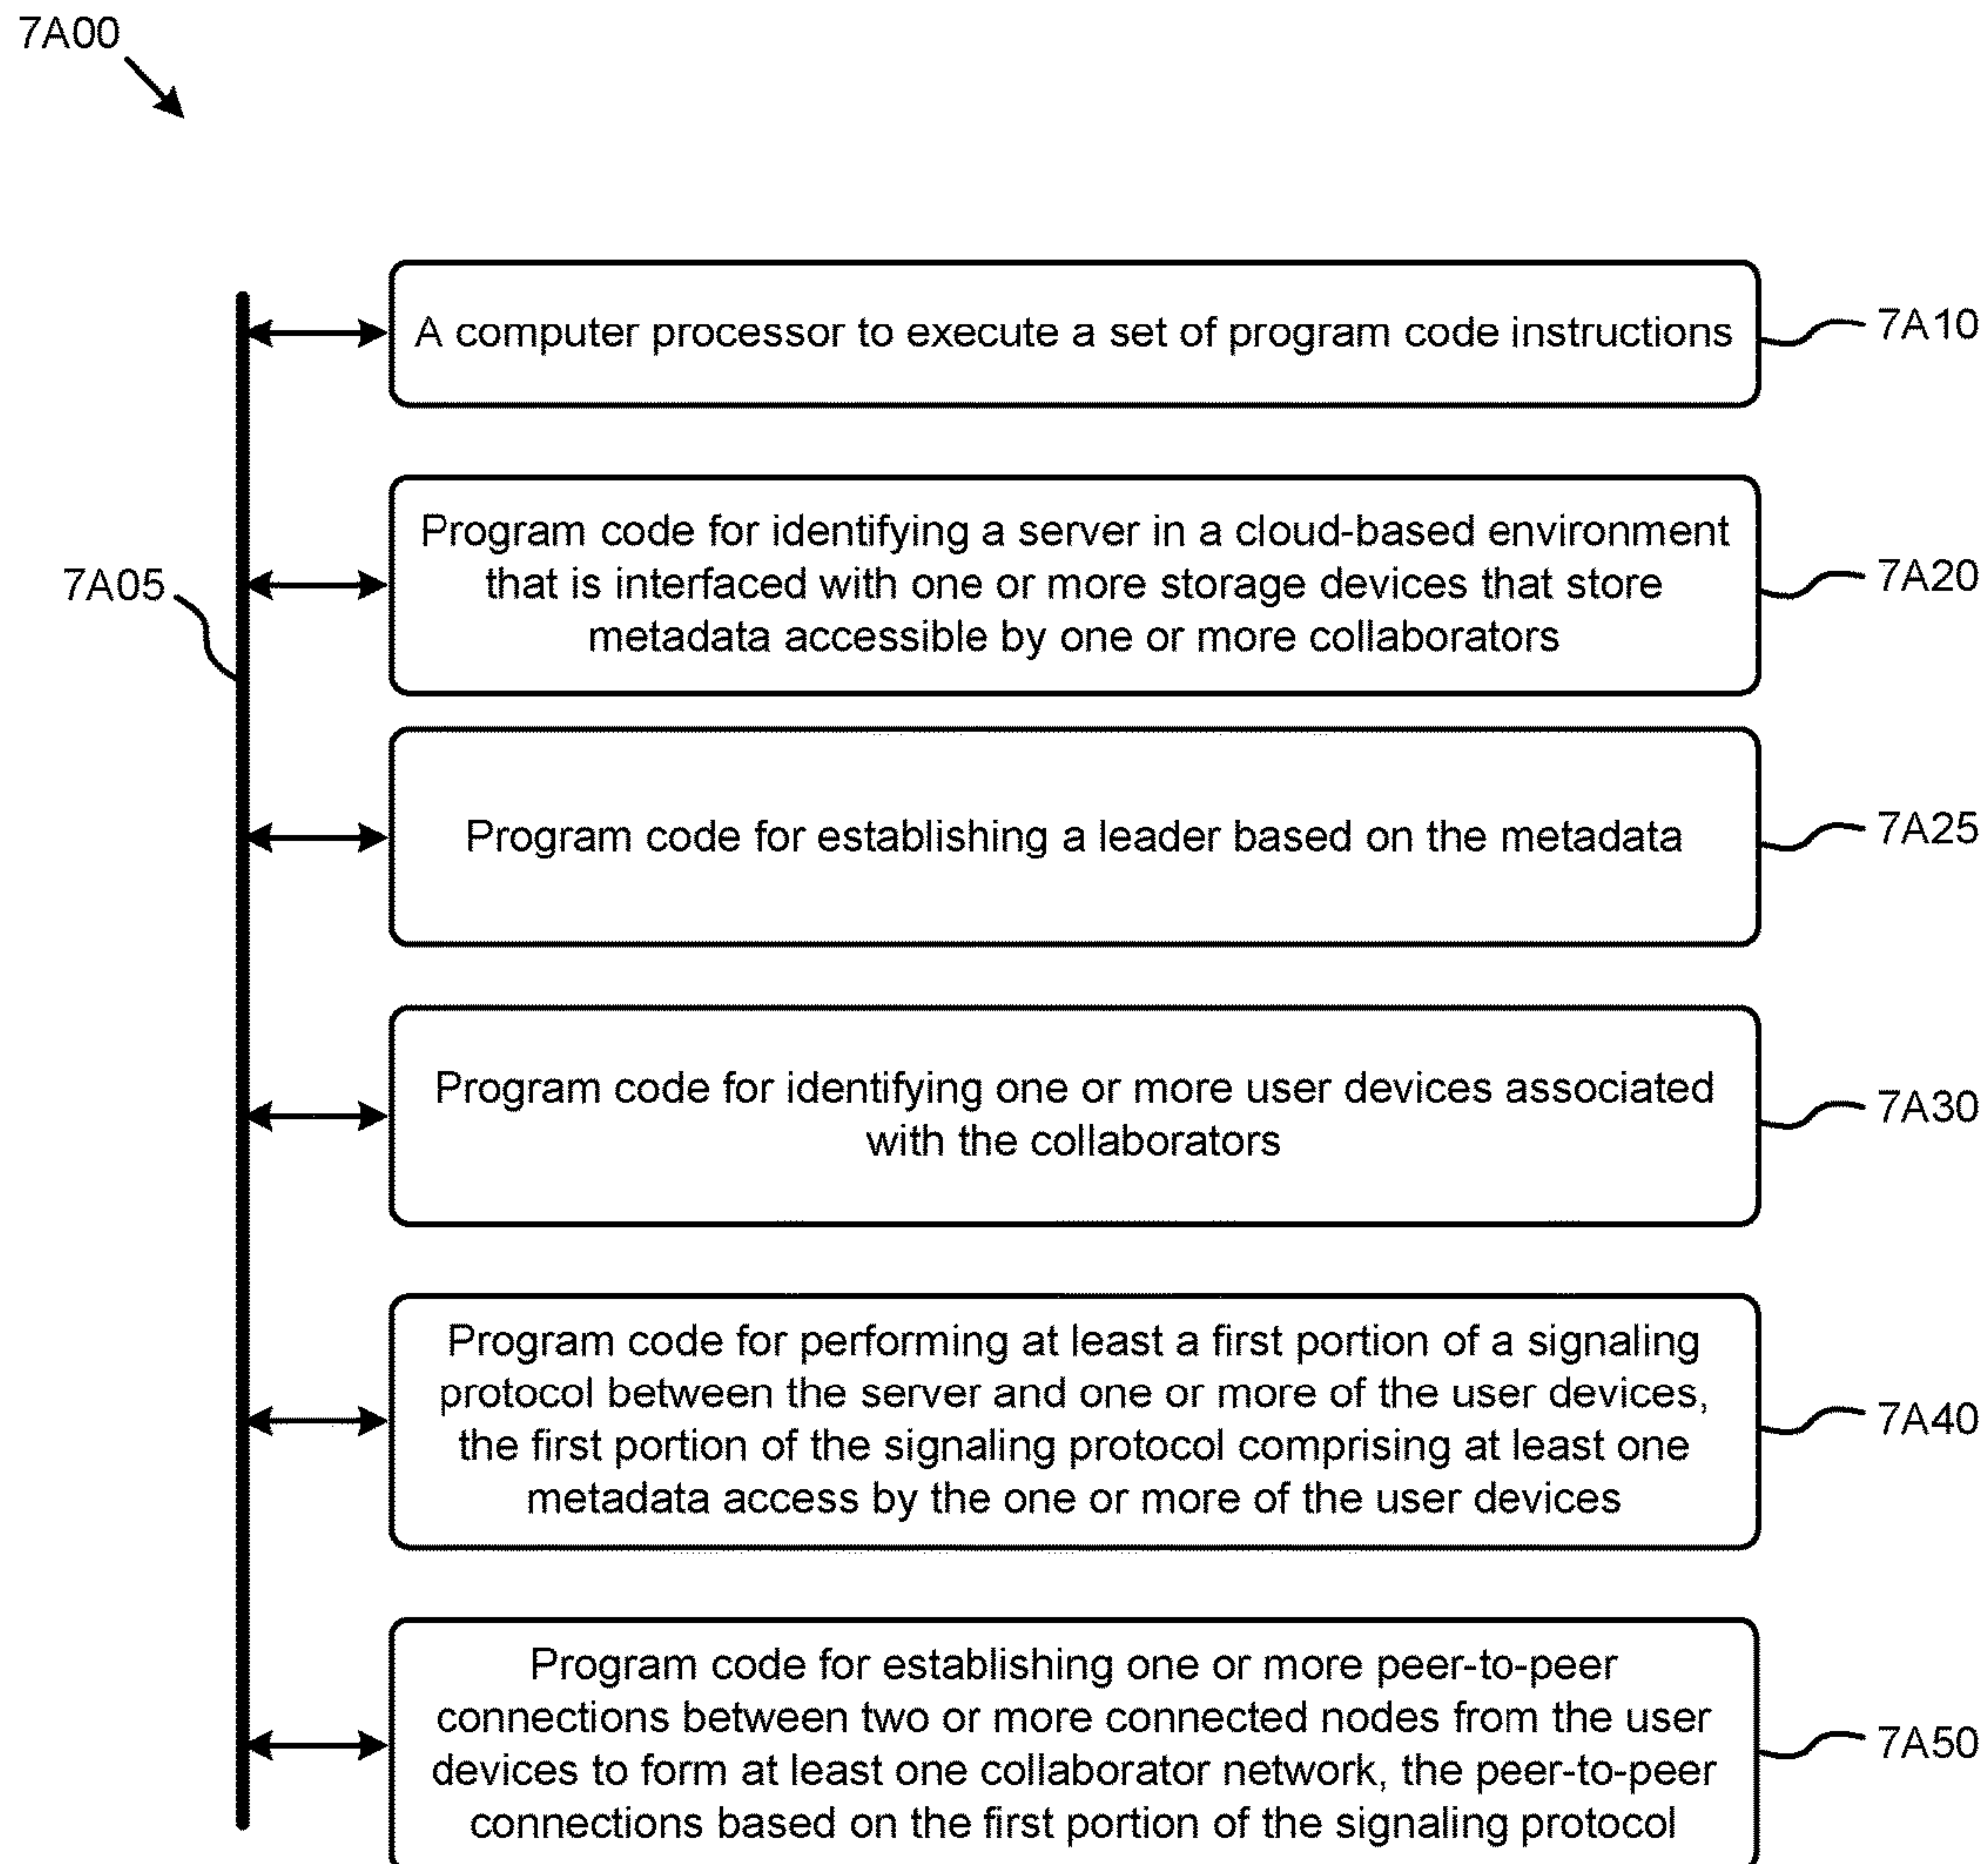 7A00
A computer processor to execute a set of program code instructions
7A10
Program code for identifying a server in a cloud-based environment
that is interfaced with one or more storage devices that store
metadata accessible by one or more collaborators
7A20
7A05
Program code for establishing a leader based on the metadata
7A25
Program code for identifying one or more user devices associated
with the collaborators
7A30
Program code for performing at least a first portion of a signaling
protocol between the server and one or more of the user devices,
the first portion of the signaling protocol comprising at least one
metadata access by the one or more of the user devices
7A40
Program code for establishing one or more peer-to-peer
connections between two or more connected nodes from the user
devices to form at least one collaborator network, the peer-to-peer
connections based on the first portion of the signaling protocol
7A50